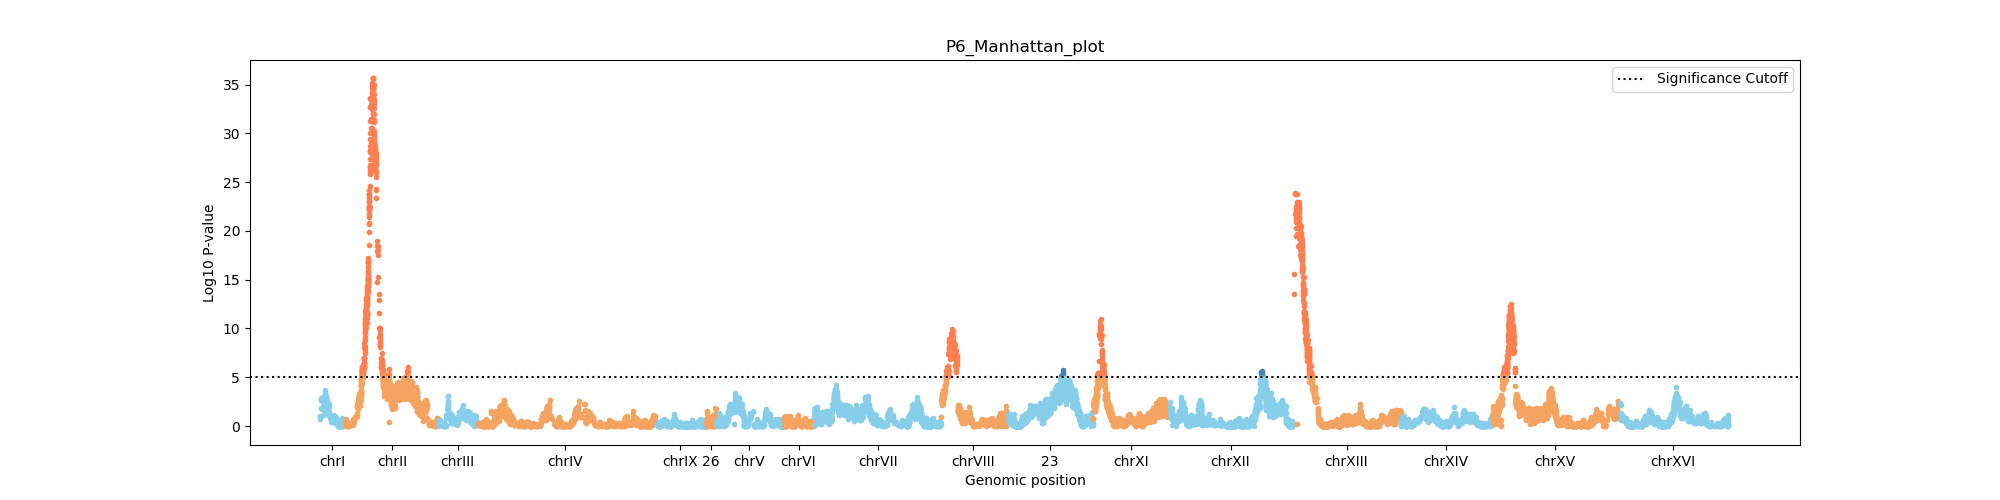 P6_Manhattan_plot
Significance Cutoff
Log10 P-value
35
30
25
20
15
10
5
0
chrI chrII chrIII chrIV chrIX 26 chrV chrVI chrVII chrVIII 23 chrXI chrXII chrXIII chrXIV chrXV chrXVI
Genomic position